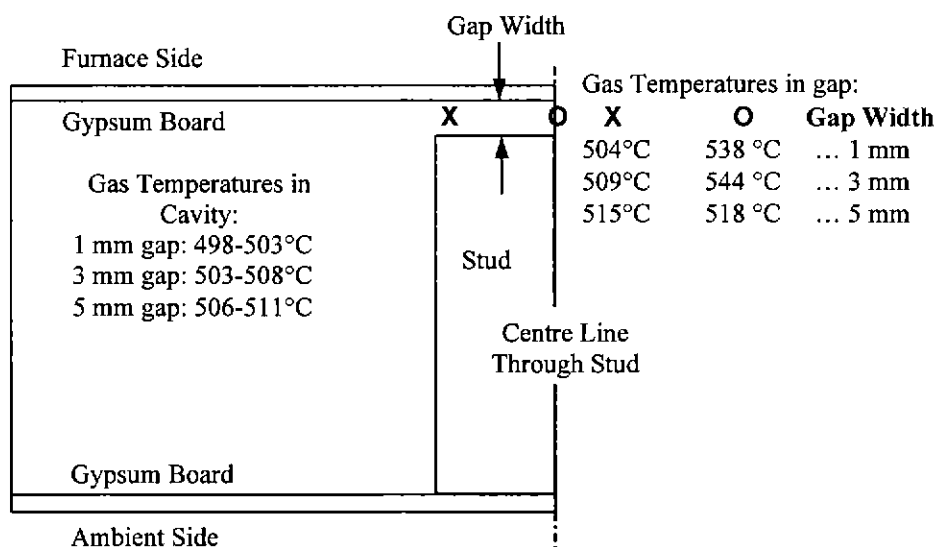 Gap Width
Furnace Side
Gas Temperatures in gap:
Gypsum Board
X O X O Gap Width
504°C 538 °C ... 1 mm
509°C 544 °C ... 3 mm
515°C 518 °C ... 5 mm
Gas Temperatures in
Cavity:
1 mm gap: 498-503°C
3 mm gap: 503-508°C
5 mm gap: 506-511°C
Stud
Centre Line
Through Stud
Gypsum Board
Ambient Side